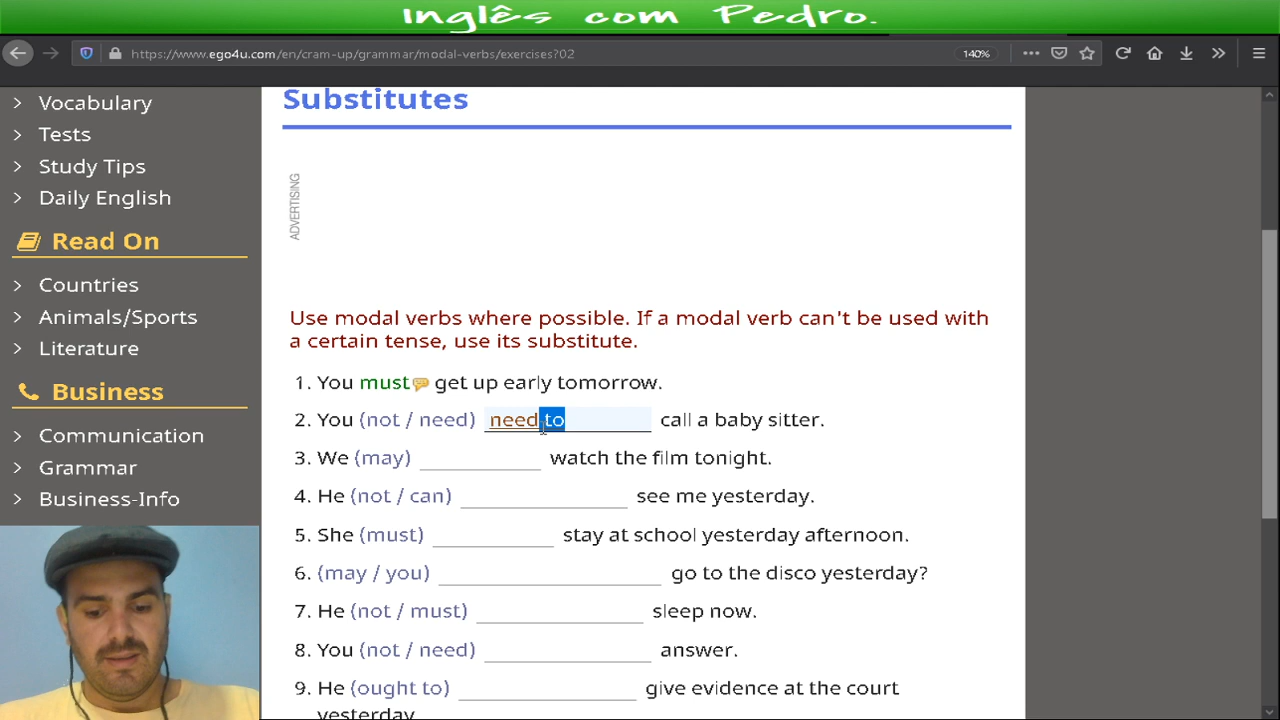 Inglês com Pedro.
https://www.ego4u.com/en/cram-up/grammar/modal-verbs/exercises?02
140%
Substitutes
Vocabulary
Tests
Study Tips
Daily English
Read On
Countries
Animals/Sports
Literature
Business
Communication
Grammar
Business-Info
ADVERTISING
Use modal verbs where possible. If a modal verb can't be used with
a certain tense, use its substitute.
1. You must get up early tomorrow.
2. You (not / need) need to call a baby sitter.
3. We (may) watch the film tonight.
4. He (not / can) see me yesterday.
5. She (must) stay at school yesterday afternoon.
6. (may / you) go to the disco yesterday?
7. He (not / must) sleep now.
8. You (not / need) answer.
9. He (ought to) give evidence at the court
yesterday.